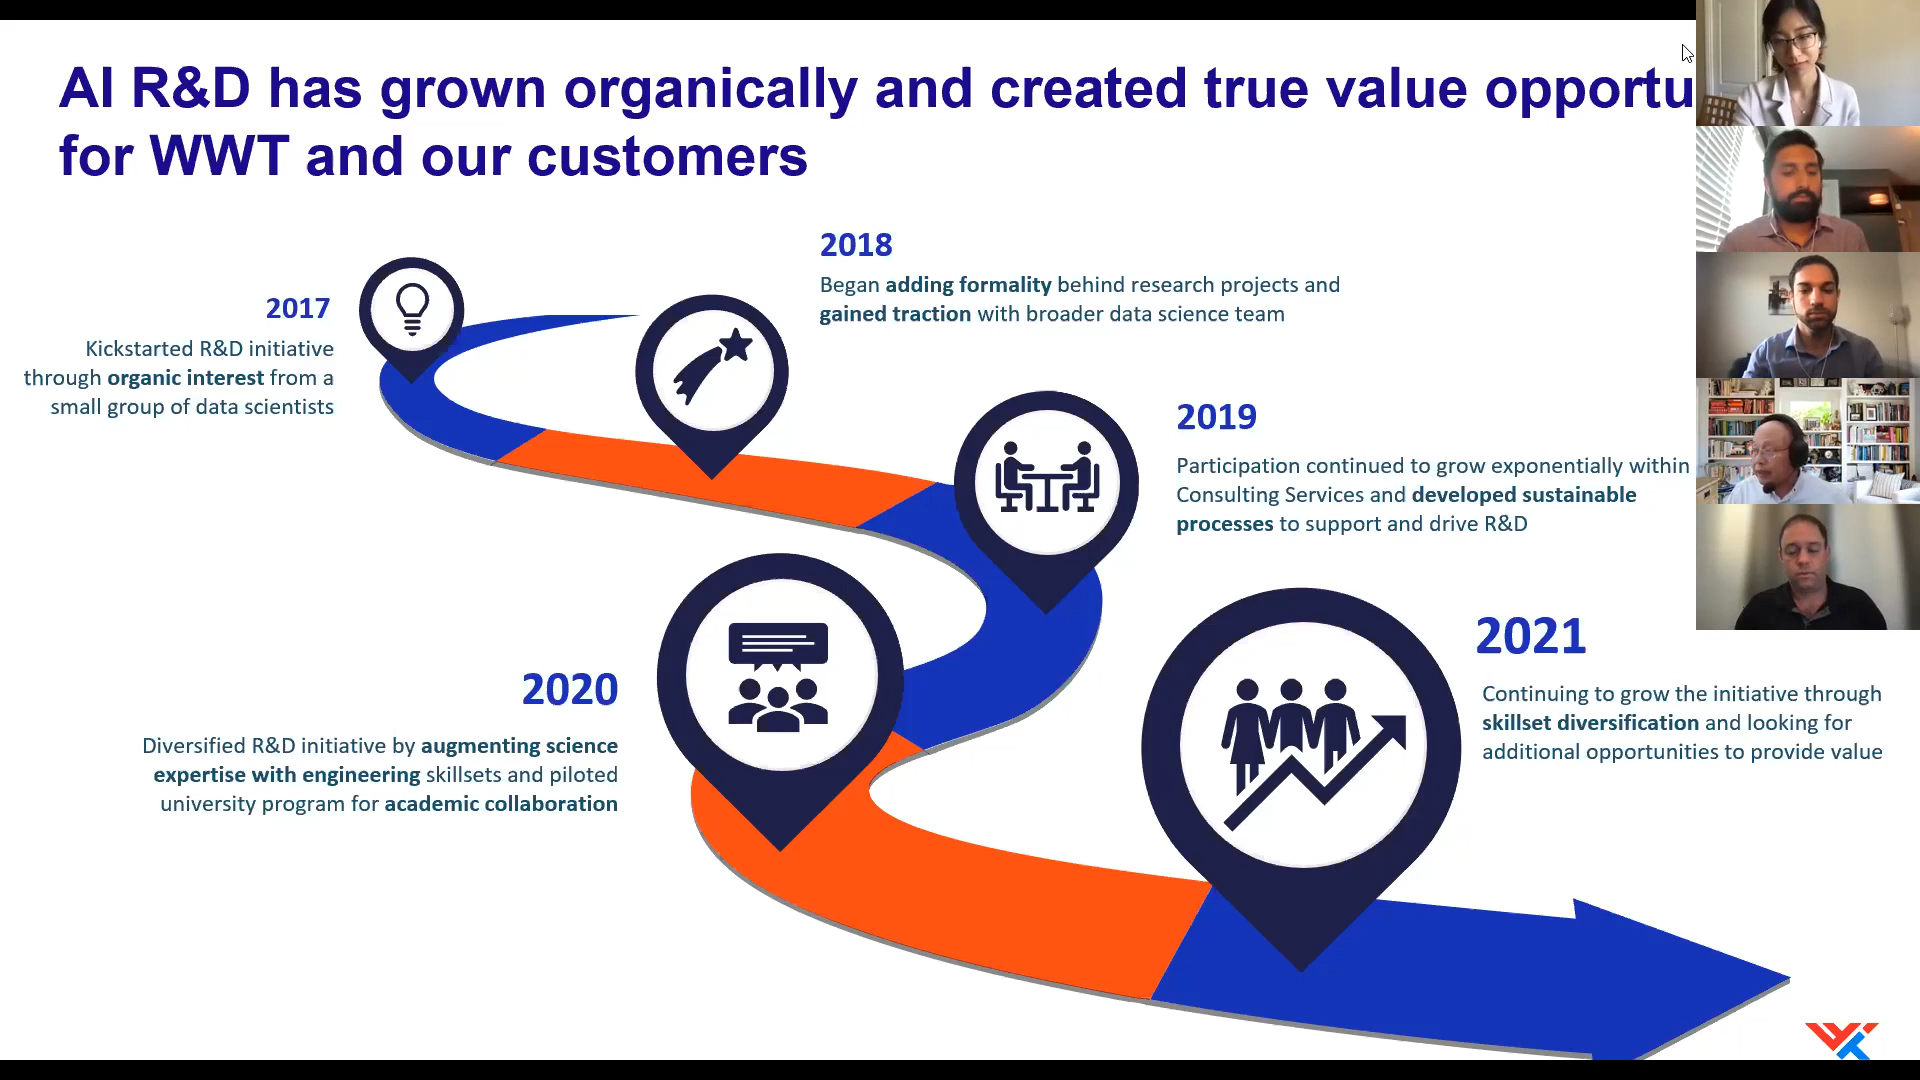 AI R&D has grown organically and created true value opportu
for WWT and our customers
2017
Kickstarted R&D initiative
through organic interest from a
small group of data scientists
2018
Began adding formality behind research projects and
gained traction with broader data science team
2019
Participation continued to grow exponentially within
Consulting Services and developed sustainable
processes to support and drive R&D
2020
Diversified R&D initiative by augmenting science
expertise with engineering skillsets and piloted
university program for academic collaboration
2021
Continuing to grow the initiative through
skillset diversification and looking for
additional opportunities to provide value